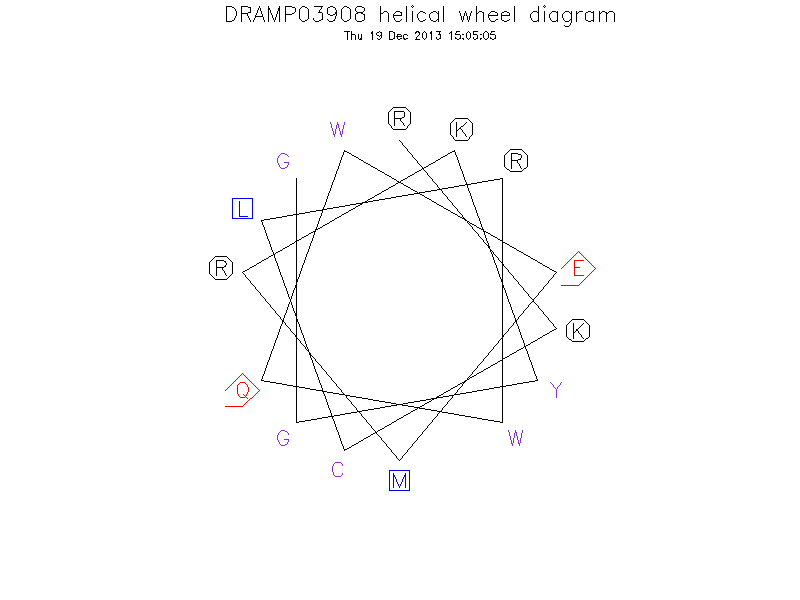 DRAMP03908 helical wheel diagram
Thu 19 Dec 2013 15:05:05
R
W
K
G
R
L
R
E
K
Q
Y
G
W
C
M